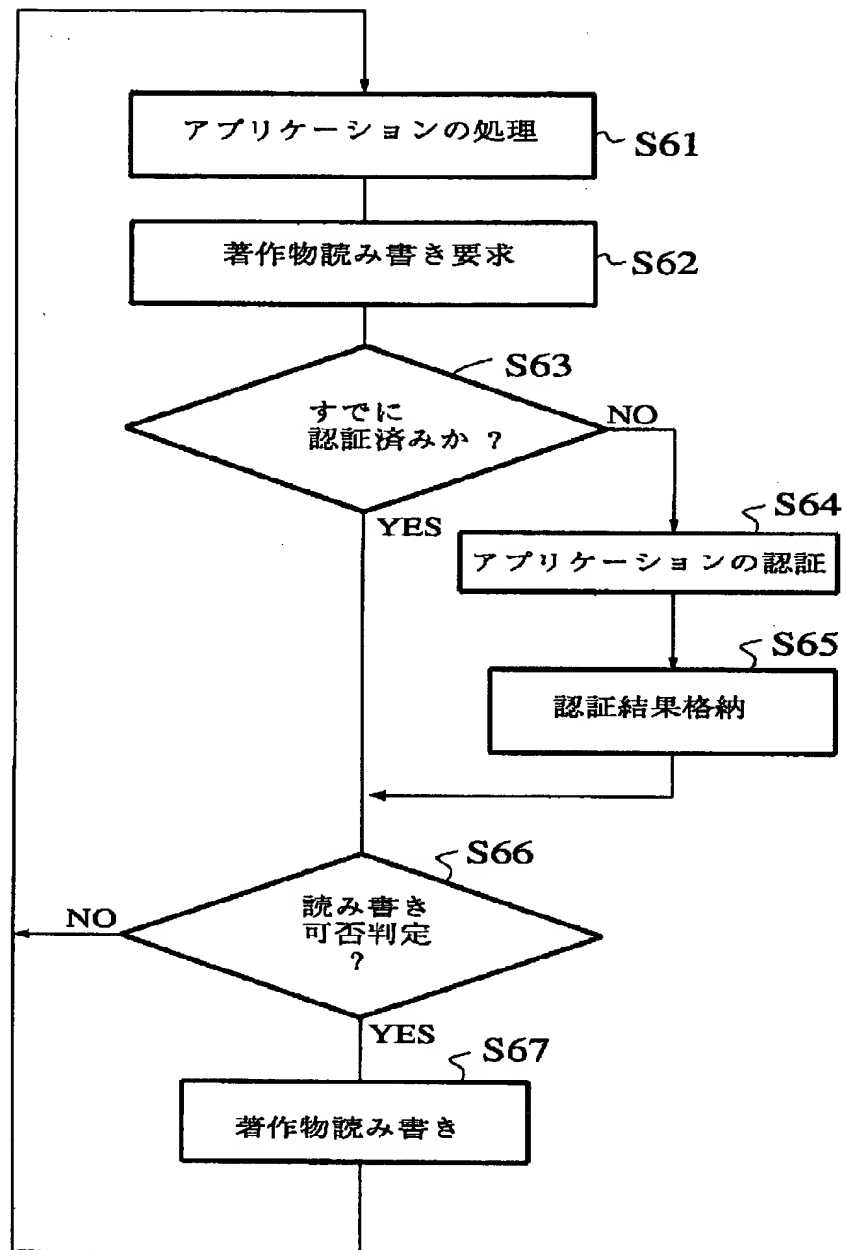 アプリケーションの処理
S61
著作物読み書き要求
S62
S63
すでに
認証済みか ?
NO
YES
S64
アプリケーションの認証
S65
認証結果格納
S66
読み書き
可否判定
?
NO
YES
S67
著作物読み書き